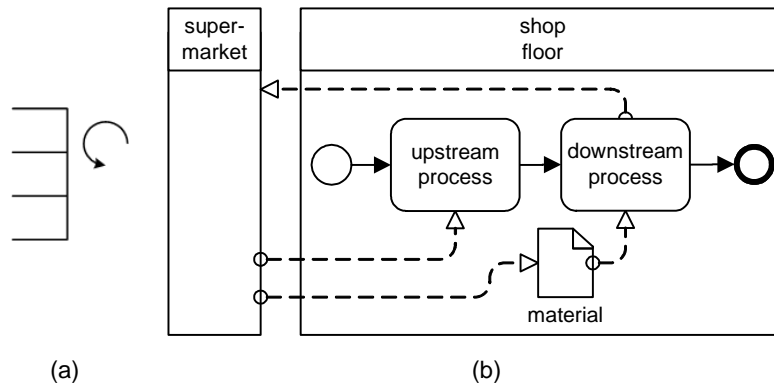 super-
market
shop
floor
upstream
process
downstream
process
material
(a)
(b)